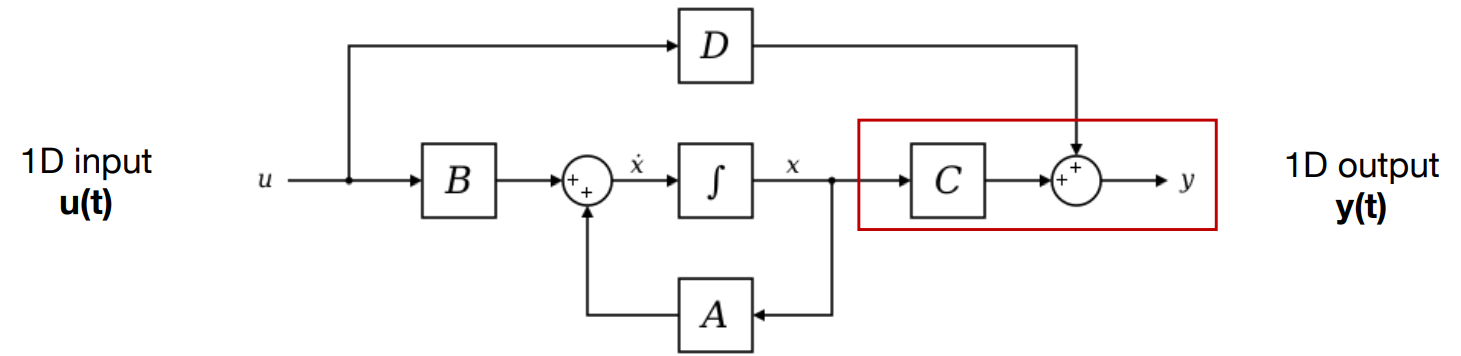 D
1D input
u(t)
u
B
+
+
ẋ
∫
x
C
+
+
y
1D output
y(t)
A